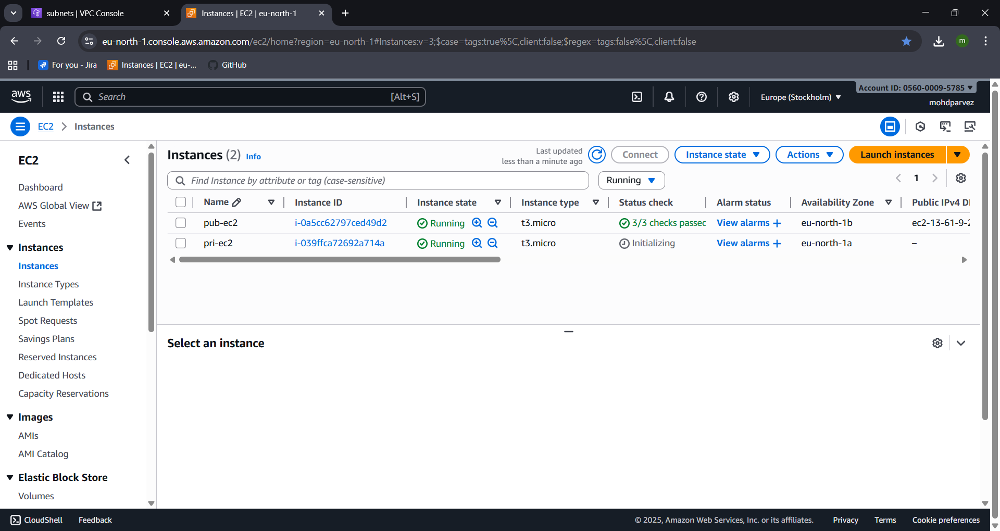 subnets | VPC Console
Instances | EC2 | eu-north-1
eu-north-1.console.aws.amazon.com/ec2/home?region=eu-north-1#Instances:v=3;$case=tags:true%5C,client:false;$regex=tags:false%5C,client:false
m
For you - Jira
Instances | EC2 | eu-...
GitHub
aws
Search
[Alt+S]
Europe (Stockholm)
Account ID: 0560-0009-5785
mohdparvez
EC2
Instances
EC2
Dashboard
AWS Global View
Events
Instances
Instances
Instance Types
Launch Templates
Spot Requests
Savings Plans
Reserved Instances
Dedicated Hosts
Capacity Reservations
Images
AMIs
AMI Catalog
Elastic Block Store
Volumes
Instances (2) Info
Last updated
less than a minute ago
Connect
Instance state
Actions
Launch instances
Find Instance by attribute or tag (case-sensitive)
Running
1
Name Instance ID Instance state Instance type Status check Alarm status Availability Zone Public IPv4 D
pub-ec2 i-0a5cc62797ced49d2 Running t3.micro 3/3 checks passed View alarms + eu-north-1b ec2-13-61-9-2
pri-ec2 i-039ffca72692a714a Running t3.micro Initializing View alarms + eu-north-1a –
Select an instance
CloudShell
Feedback
© 2025, Amazon Web Services, Inc. or its affiliates.
Privacy
Terms
Cookie preferences